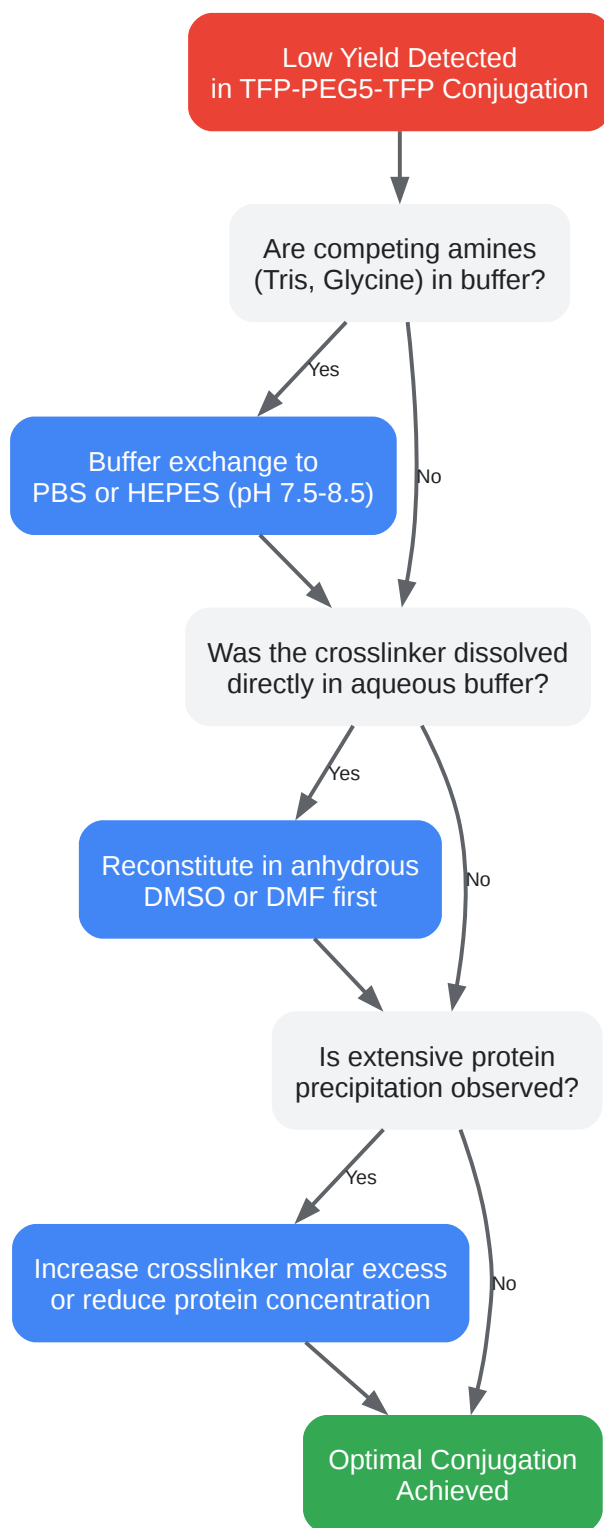 Low Yield Detected
in TFP-PEG5-TFP Conjugation
Are competing amines
(Tris, Glycine) in buffer?
Yes
Buffer exchange to
PBS or HEPES (pH 7.5-8.5)
No
Was the crosslinker dissolved
directly in aqueous buffer?
Yes
Reconstitute in anhydrous
DMSO or DMF first
No
Is extensive protein
precipitation observed?
Yes
Increase crosslinker molar excess
or reduce protein concentration
No
Optimal Conjugation
Achieved